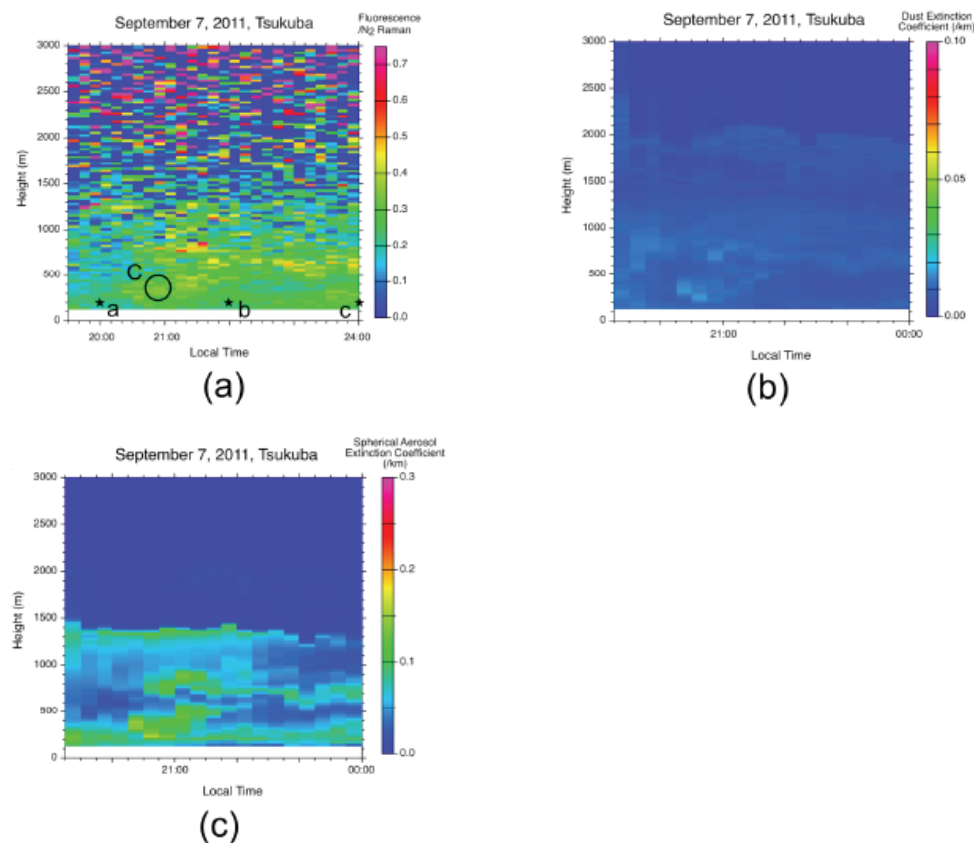 September 7, 2011, Tsukuba
Fluorescence
/N2 Raman
3000
2500
2000
1500
1000
500
0
Height (m)
0.7
0.6
0.5
0.4
0.3
0.2
0.1
0.0
C
a
b
c
20:00
21:00
24:00
Local Time
(a)
September 7, 2011, Tsukuba
Dust Extinction
Coefficient (/km)
3000
2500
2000
1500
1000
500
0
Height (m)
0.10
0.05
0.00
21:00
00:00
Local Time
(b)
September 7, 2011, Tsukuba
Spherical Aerosol
Extinction Coefficient
(/km)
3000
2500
2000
1500
1000
500
0
Height (m)
0.3
0.2
0.1
0.0
21:00
00:00
Local Time
(c)